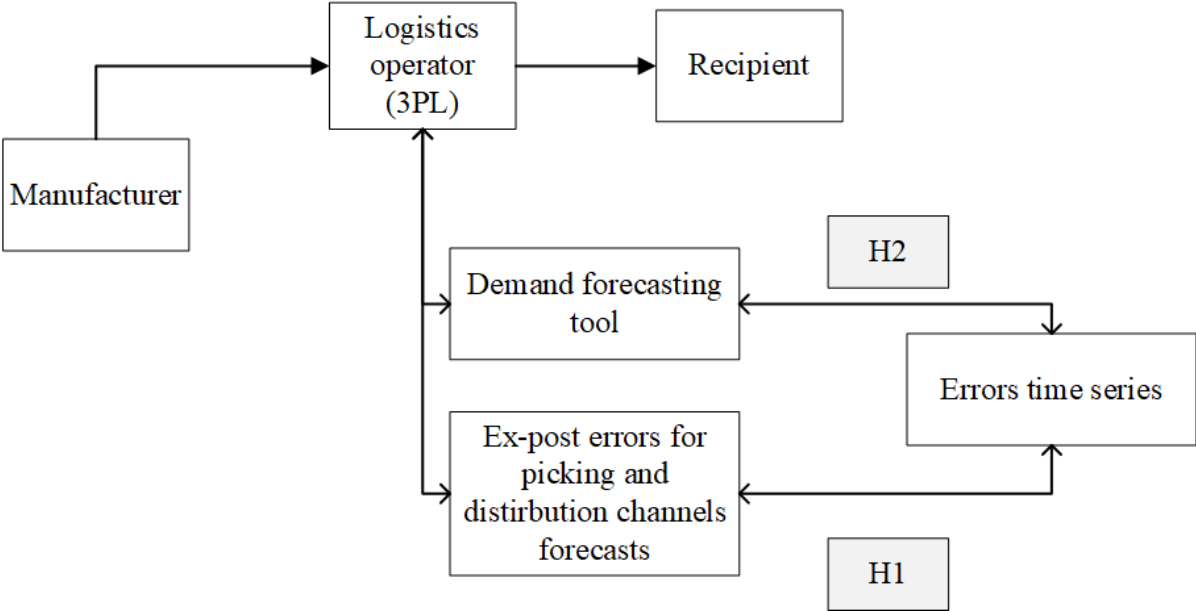 Logistics
operator
(3PL)
Recipient
Manufacturer
H2
Demand forecasting
tool
Errors time series
Ex-post errors for
picking and
distirbution channels
forecasts
H1